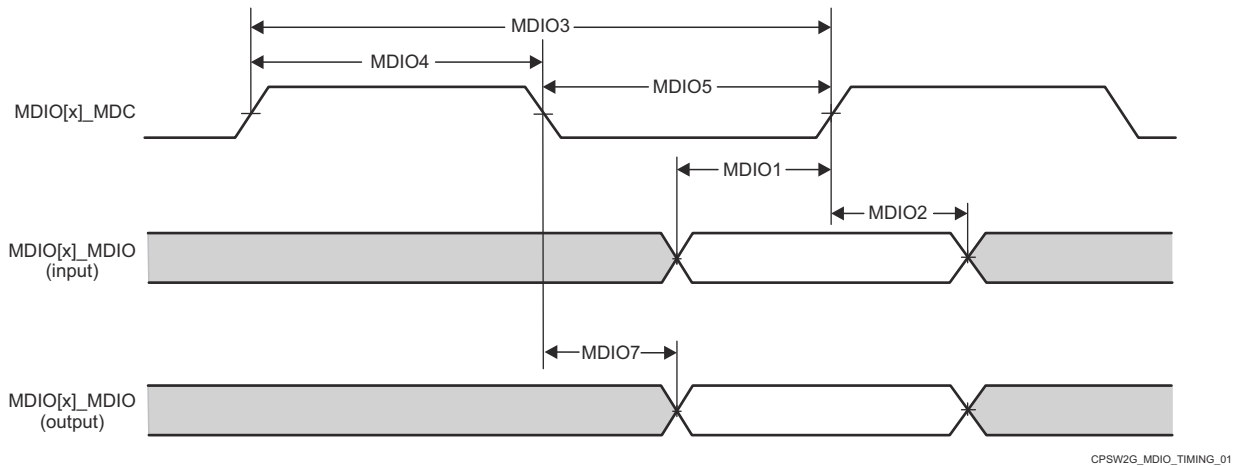 MDIO3
MDIO4
MDIO5
MDIO[x]_MDC
MDIO1
MDIO2
MDIO[x]_MDIO
(input)
MDIO7
MDIO[x]_MDIO
(output)
CPSW2G_MDIO_TIMING_01